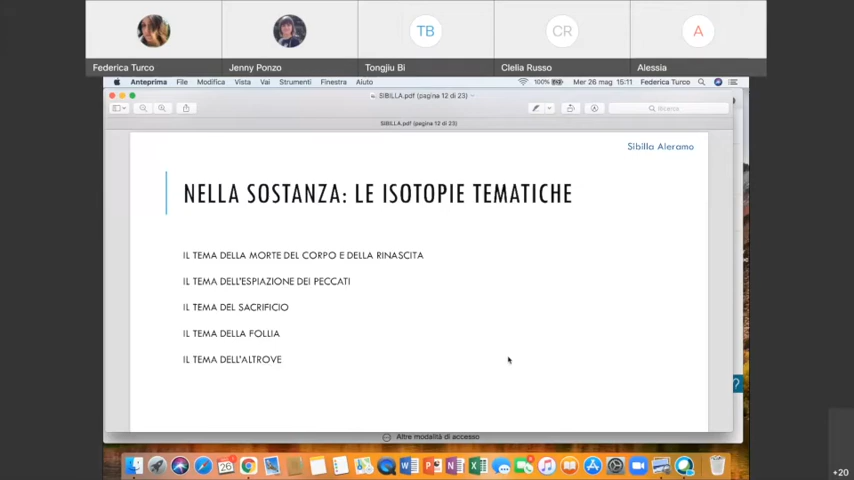 TB
CR
A
Federica Turco
Jenny Ponzo
Tongjiu Bi
Clelia Russo
Alessia
Anteprima File Modifica Vista Vai Strumenti Finestra Aiuto 100% Mer 26 mag 15:11 Federica Turco
SIBILLA.pdf (pagina 12 di 23)
Ricerca
SIBILLA.pdf (pagina 12 di 23)
Sibilla Aleramo
NELLA SOSTANZA: LE ISOTOPIE TEMATICHE
IL TEMA DELLA MORTE DEL CORPO E DELLA RINASCITA
IL TEMA DELL'ESPIAZIONE DEI PECCATI
IL TEMA DEL SACRIFICIO
IL TEMA DELLA FOLLIA
IL TEMA DELL'ALTROVE
?
Altre modalità di accesso
26
+20